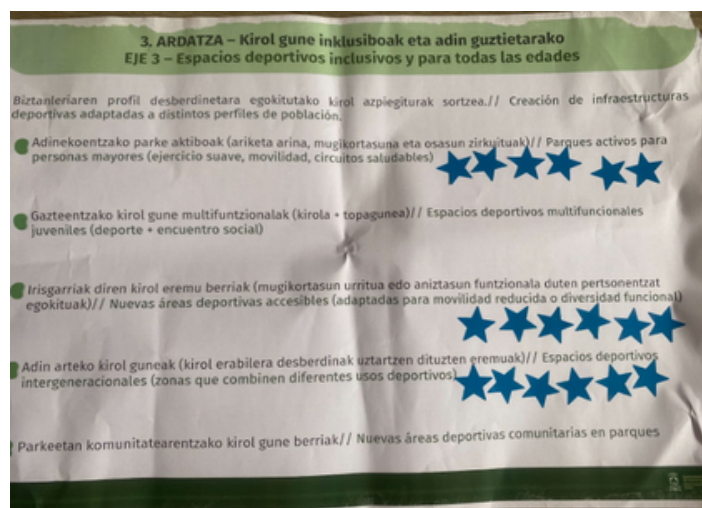 3. ARDATZA – Kirol gune inklusiboak eta adin guztietarako
EJE 3 – Espacios deportivos inclusivos y para todas las edades
Biztanleriaren profil desberdinetara egokitutako kirol azpiegiturak sortzea.// Creación de infraestructuras
deportivas adaptadas a distintos perfiles de población.
Adinekoentzako parke aktiboak (ariketa arina, mugikortasuna eta osasun zirkuituak)// Parques activos para
personas mayores (ejercicio suave, movilidad, circuitos saludables)
Gazteentzako kirol gune multifuntzionalak (kirola + topagunea)// Espacios deportivos multifuncionales
juveniles (deporte + encuentro social)
Irisgarriak diren kirol eremu berriak (mugikortasun urritua edo aniztasun funtzionala duten pertsonentzat
egokituak)// Nuevas áreas deportivas accesibles (adaptadas para movilidad reducida o diversidad funcional)
Adin arteko kirol guneak (kirol erabilera desberdinak uztartzen dituzten eremuak)// Espacios deportivos
intergeneracionales (zonas que combinen diferentes usos deportivos)
Parkeetan komunitatearentzako kirol gune berriak// Nuevas áreas deportivas comunitarias en parques